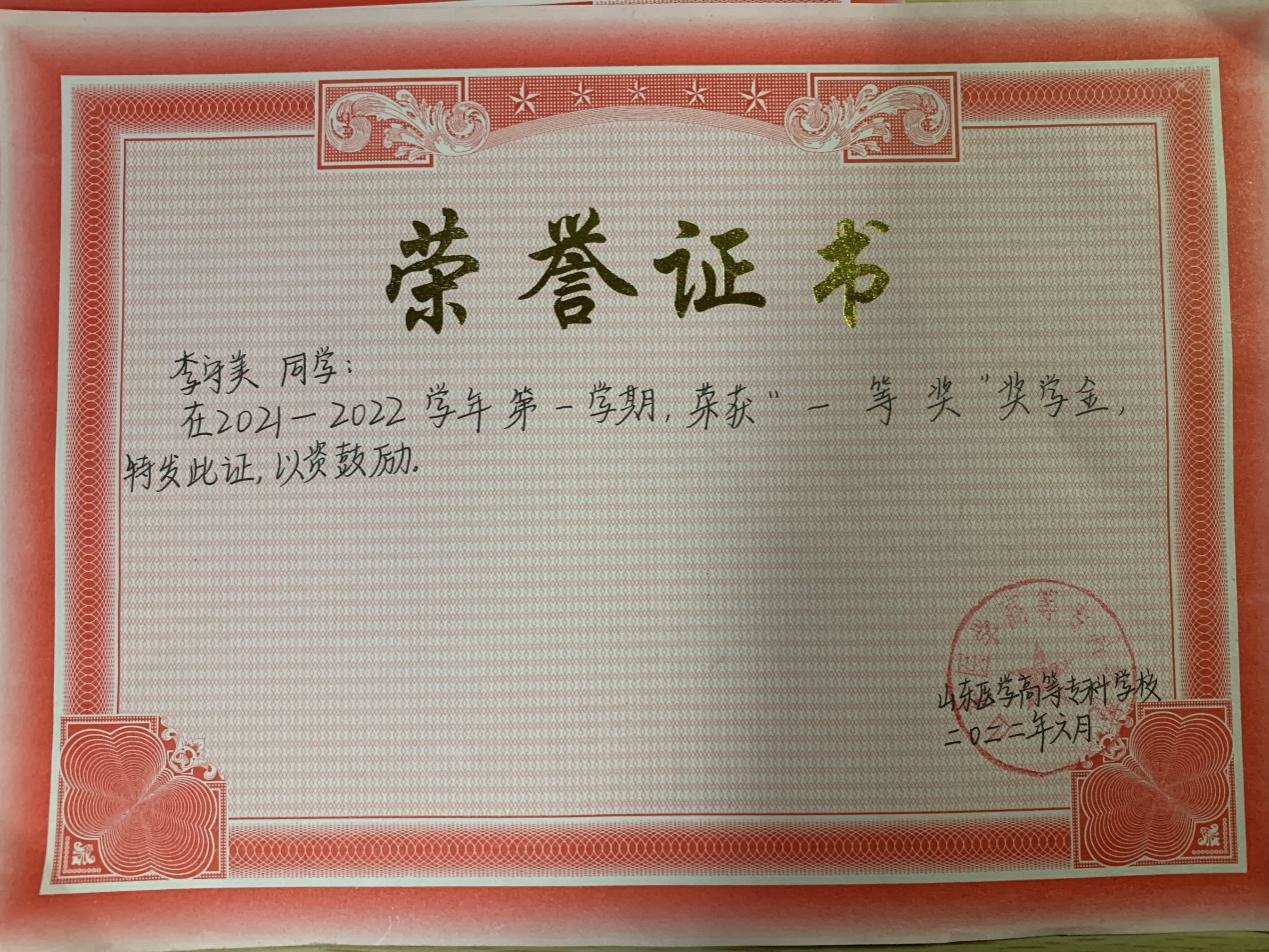 荣誉证书
李守美 同学：
在2021—2022 学年 第一学期，荣获"一 等 奖"奖学金，
特发此证，以资鼓励。
山东医学高等专科学校
二〇二二年六月